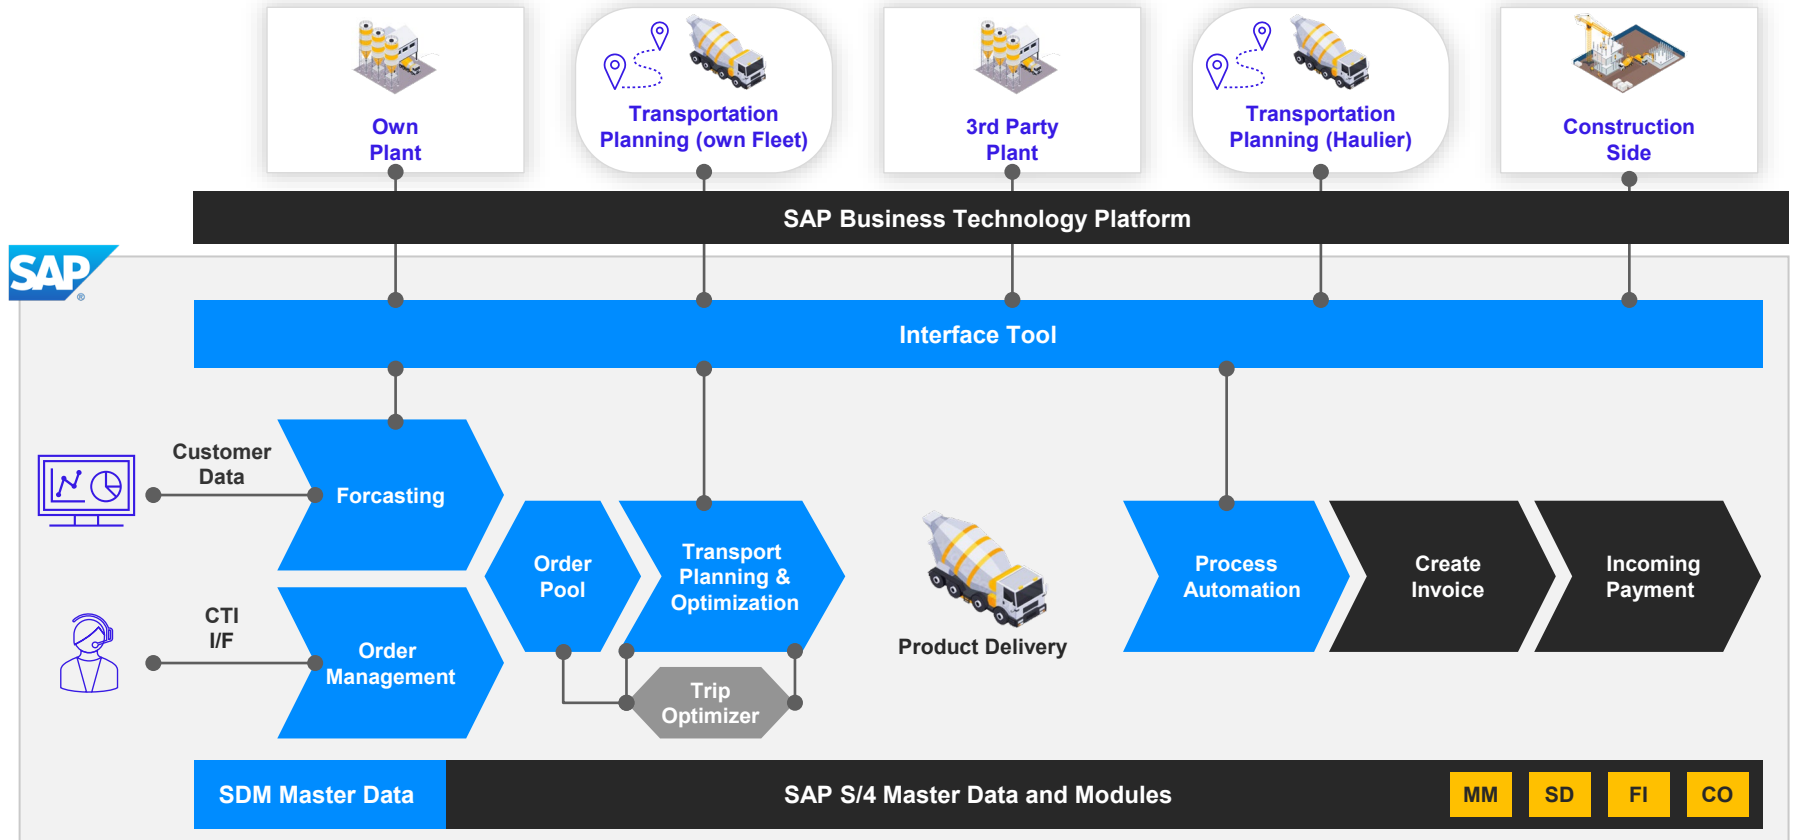 Own
Plant
Transportation
Planning (own Fleet)
3rd Party
Plant
Transportation
Planning (Haulier)
Construction
Side
SAP Business Technology Platform
SAP
®
Interface Tool
Customer
Data
Forcasting
CTI
I/F
Order
Management
Order
Pool
Transport
Planning &
Optimization
Trip
Optimizer
Product Delivery
Process
Automation
Create
Invoice
Incoming
Payment
SDM Master Data
SAP S/4 Master Data and Modules
MM
SD
FI
CO